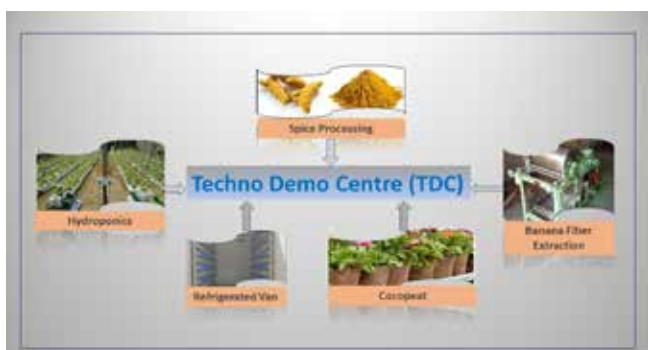 Spice Processing
Techno Demo Centre (TDC)
Hydroponics
Banana Fiber
Extraction
Refrigerated Van
Cocopeat